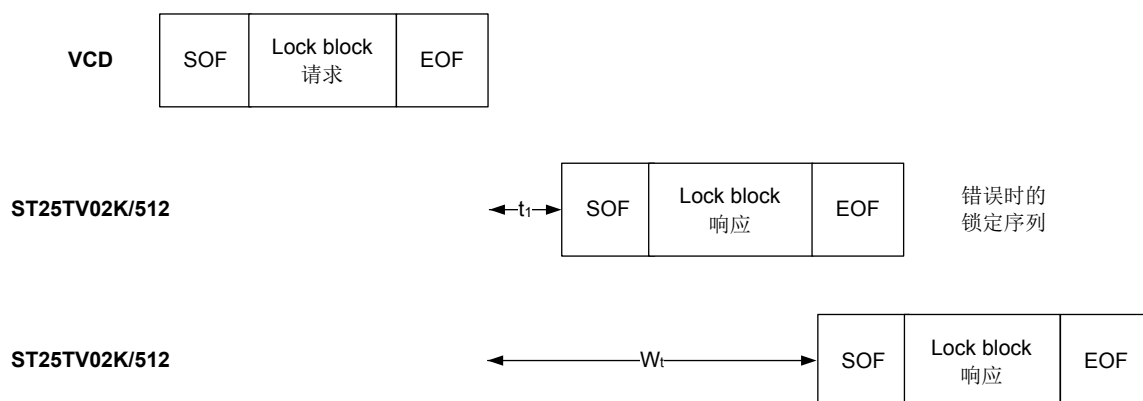 VCD
SOF
Lock block
请求
EOF
ST25TV02K/512
t1
SOF
Lock block
响应
EOF
错误时的
锁定序列
ST25TV02K/512
Wt
SOF
Lock block
响应
EOF